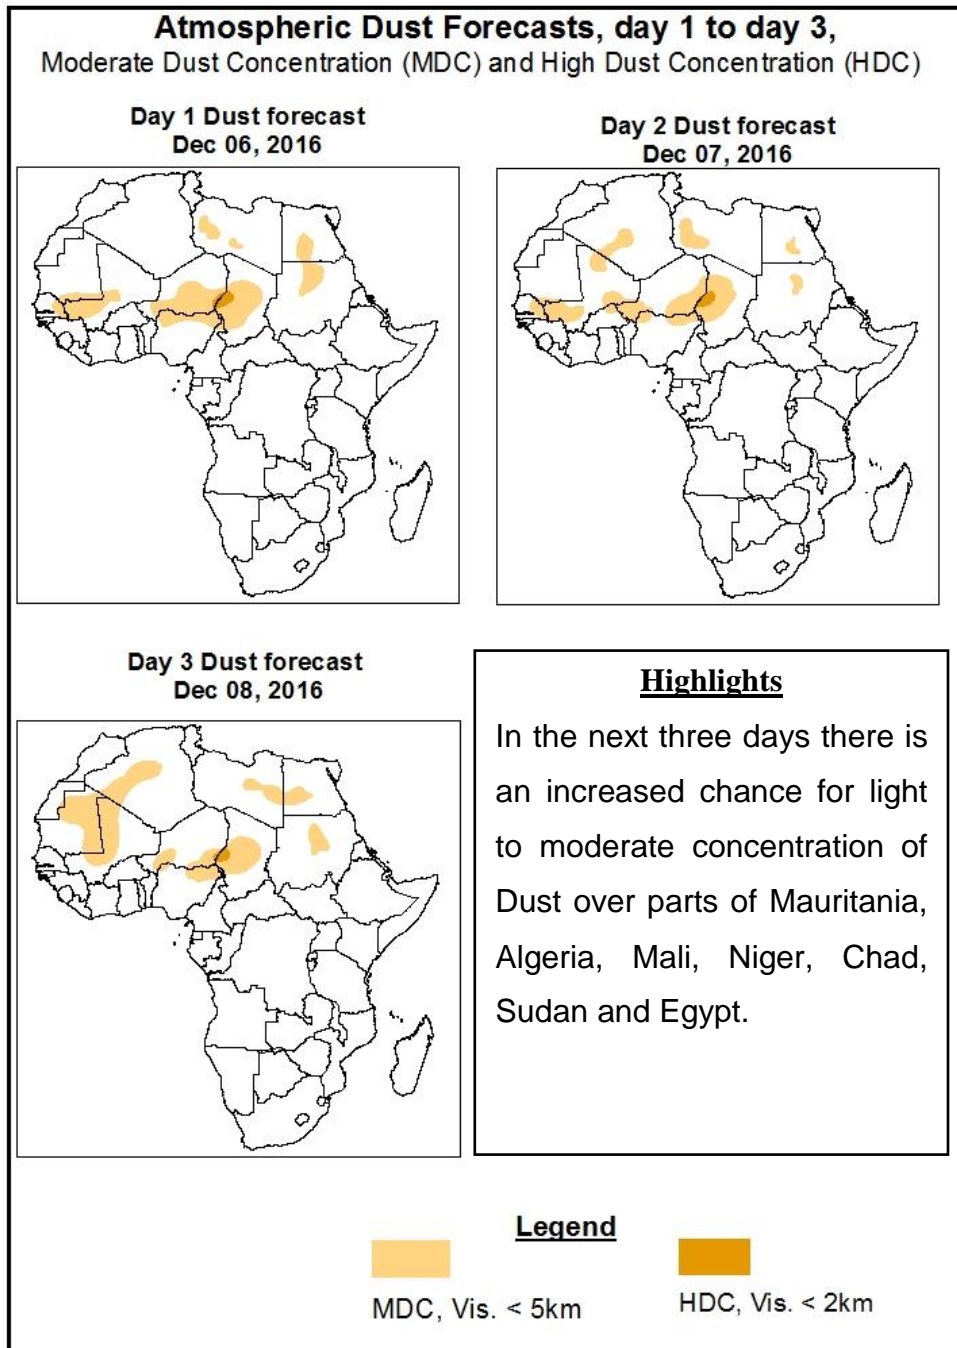 Atmospheric Dust Forecasts, day 1 to day 3,
Moderate Dust Concentration (MDC) and High Dust Concentration (HDC)
Day 1 Dust forecast
Dec 06, 2016
Day 2 Dust forecast
Dec 07, 2016
Day 3 Dust forecast
Dec 08, 2016
Highlights
In the next three days there is
an increased chance for light
to moderate concentration of
Dust over parts of Mauritania,
Algeria, Mali, Niger, Chad,
Sudan and Egypt.
Legend
MDC, Vis. < 5km
HDC, Vis. < 2km